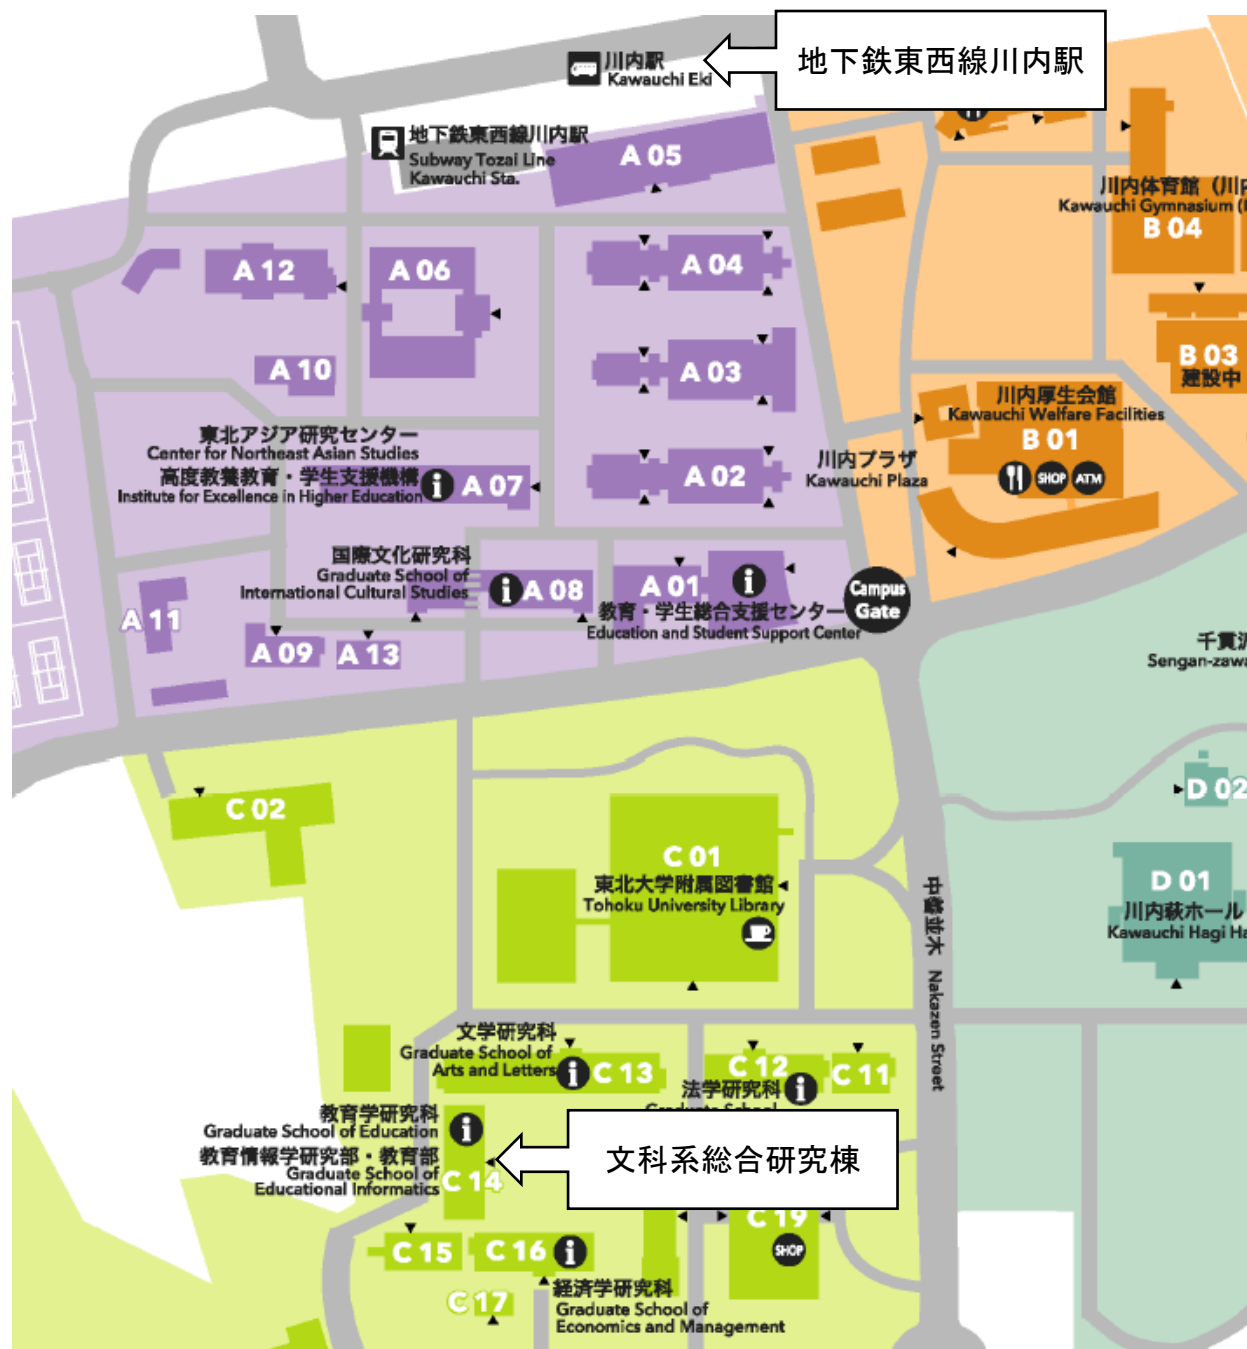 川内駅
Kawauchi Eki
地下鉄東西線川内駅
地下鉄東西線川内駅
Subway Tozai Line
Kawauchi Sta.
A 05
川内体育館（川内
Kawauchi Gymnasium (
B 04
A 12
A 06
A 04
A 10
A 03
B 03
建設中
川内厚生会館
Kawauchi Welfare Facilities
B 01
SHOP
ATM
東北アジア研究センター
Center for Northeast Asian Studies
高度教養教育・学生支援機構
Institute for Excellence in Higher Education
A 07
A 02
川内プラザ
Kawauchi Plaza
国際文化研究科
Graduate School of
International Cultural Studies
A 08
A 01
教育・学生総合支援センター
Education and Student Support Center
Campus
Gate
A 11
A 09
A 13
千貫沢
Sengan-zawa
C 02
D 02
C 01
東北大学附属図書館
Tohoku University Library
D 01
川内萩ホール
Kawauchi Hagi Ha
中善並木 Nakazen Street
文学研究科
Graduate School of
Arts and Letters
C 13
C 12
C 11
法学研究科
Graduate School
教育学研究科
Graduate School of Education
教育情報学研究部・教育部
Graduate School of
Educational Informatics
C 14
文科系総合研究棟
C 19
SHOP
C 15
C 16
C 17
経済学研究科
Graduate School of
Economics and Management